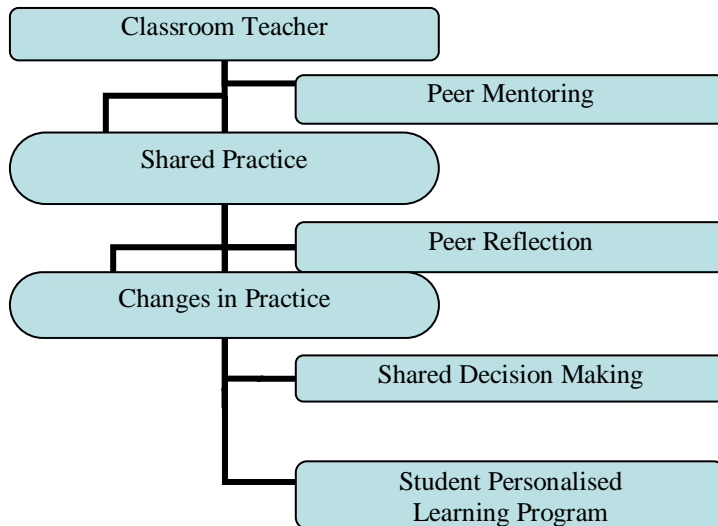 Classroom Teacher
Peer Mentoring
Shared Practice
Peer Reflection
Changes in Practice
Shared Decision Making
Student Personalised
Learning Program